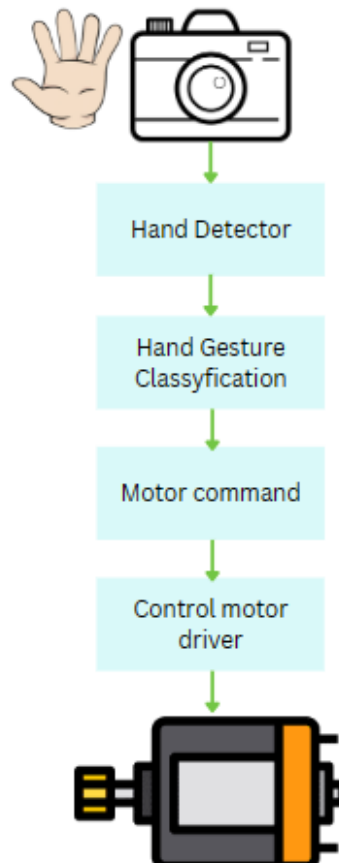 Hand Detector
Hand Gesture
Classyfication
Motor command
Control motor
driver